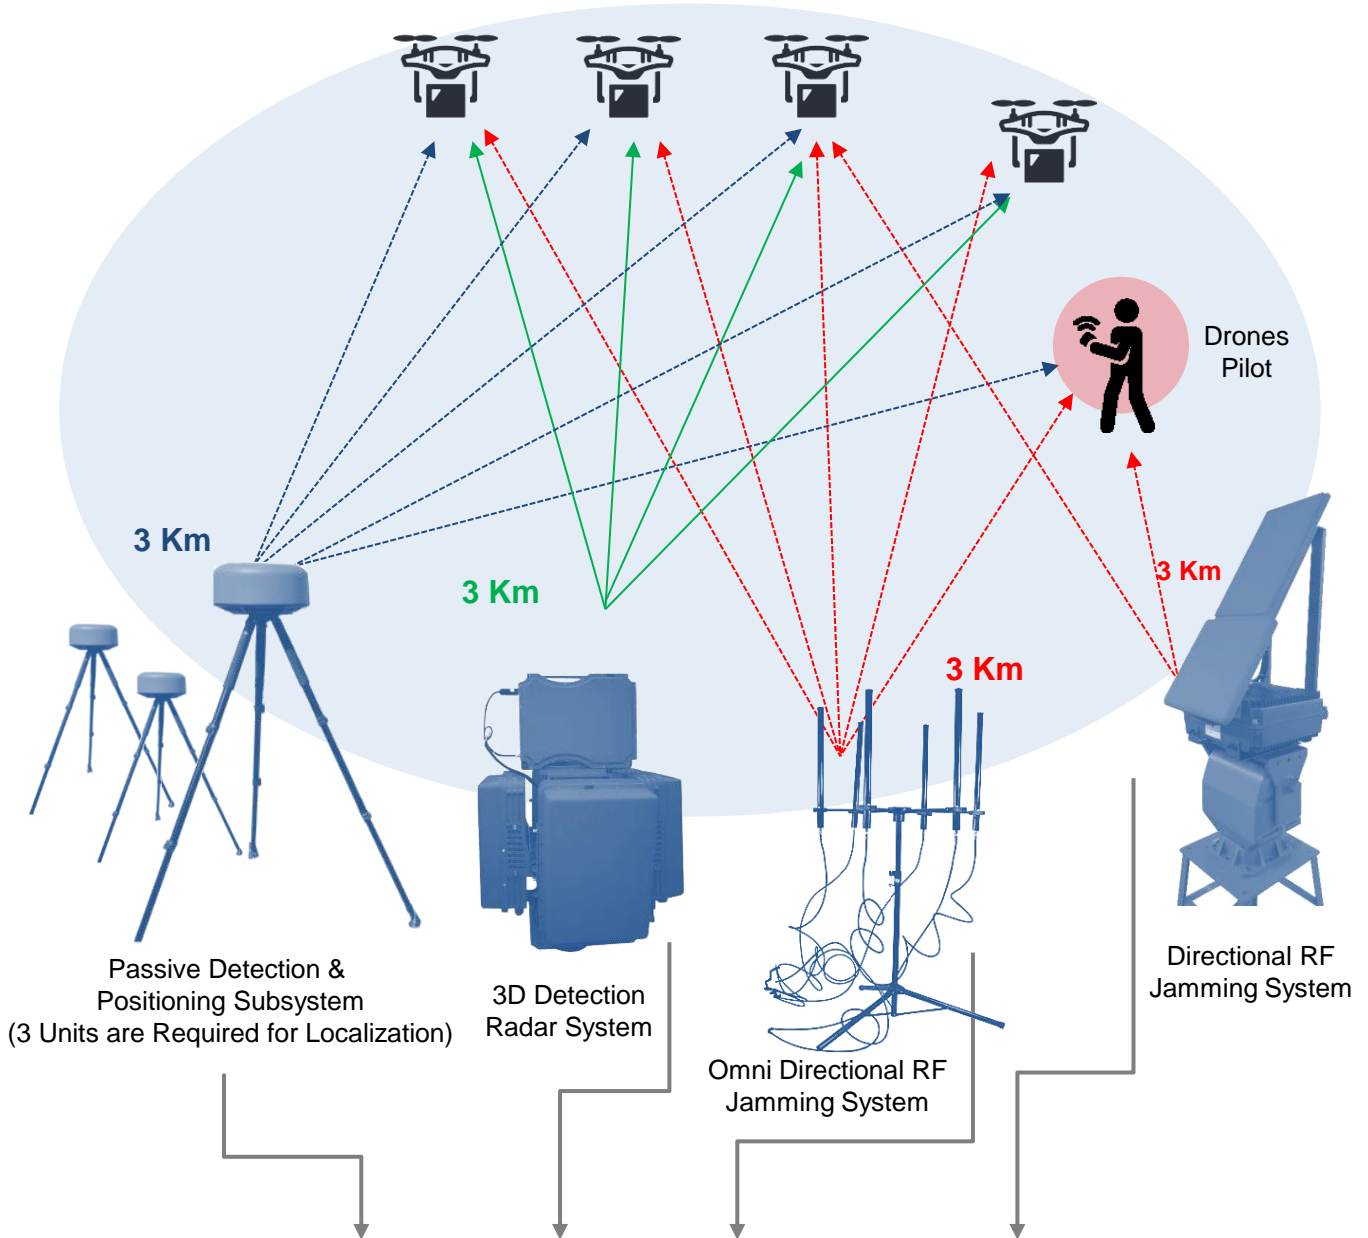 Drones
Pilot
3 Km
3 Km
3 Km
3 Km
Passive Detection &
Positioning Subsystem
(3 Units are Required for Localization)
3D Detection
Radar System
Omni Directional RF
Jamming System
Directional RF
Jamming System